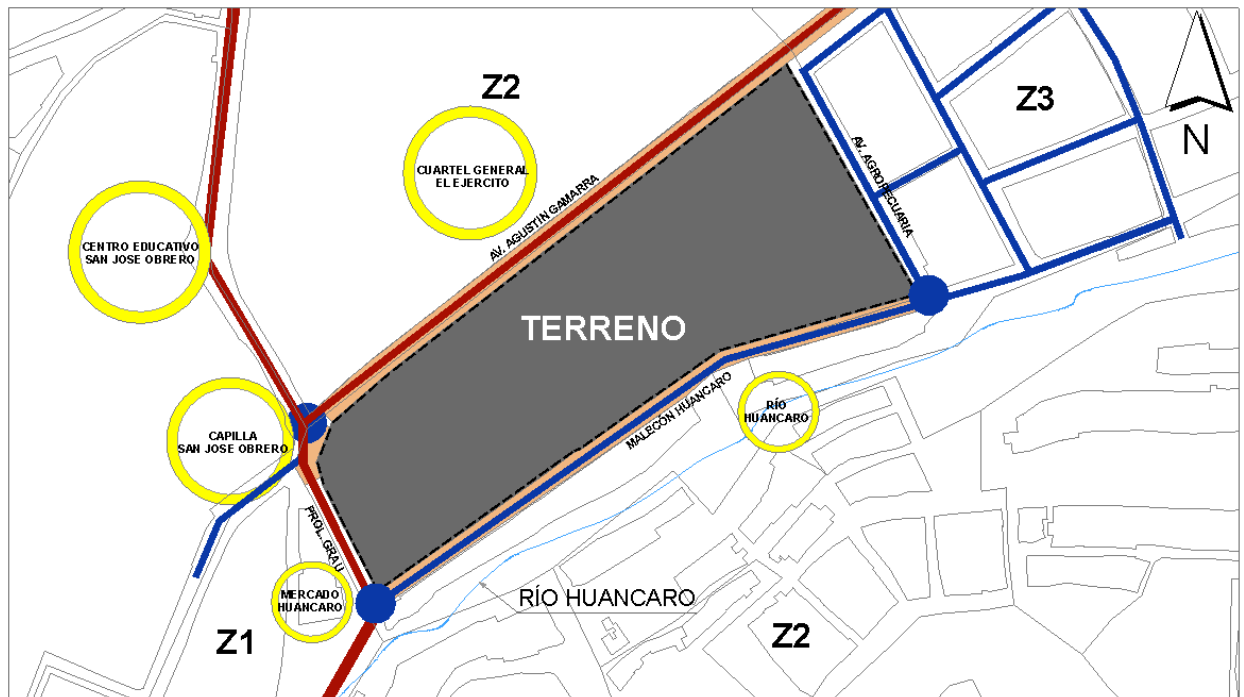 Z2
Z3
N
CUARTEL GENERAL
EL EJERCITO
AV. AGUSTIN GAMARRA
AV. AGROPECUARIA
CENTRO EDUCATIVO
SAN JOSE OBRERO
TERRENO
CAPILLA
SAN JOSE OBRERO
MALECÓN HUANCARO
RÍO
HUANCARO
PROL. GRAU
MERCADO
HUANCARO
RÍO HUANCARO
Z1
Z2